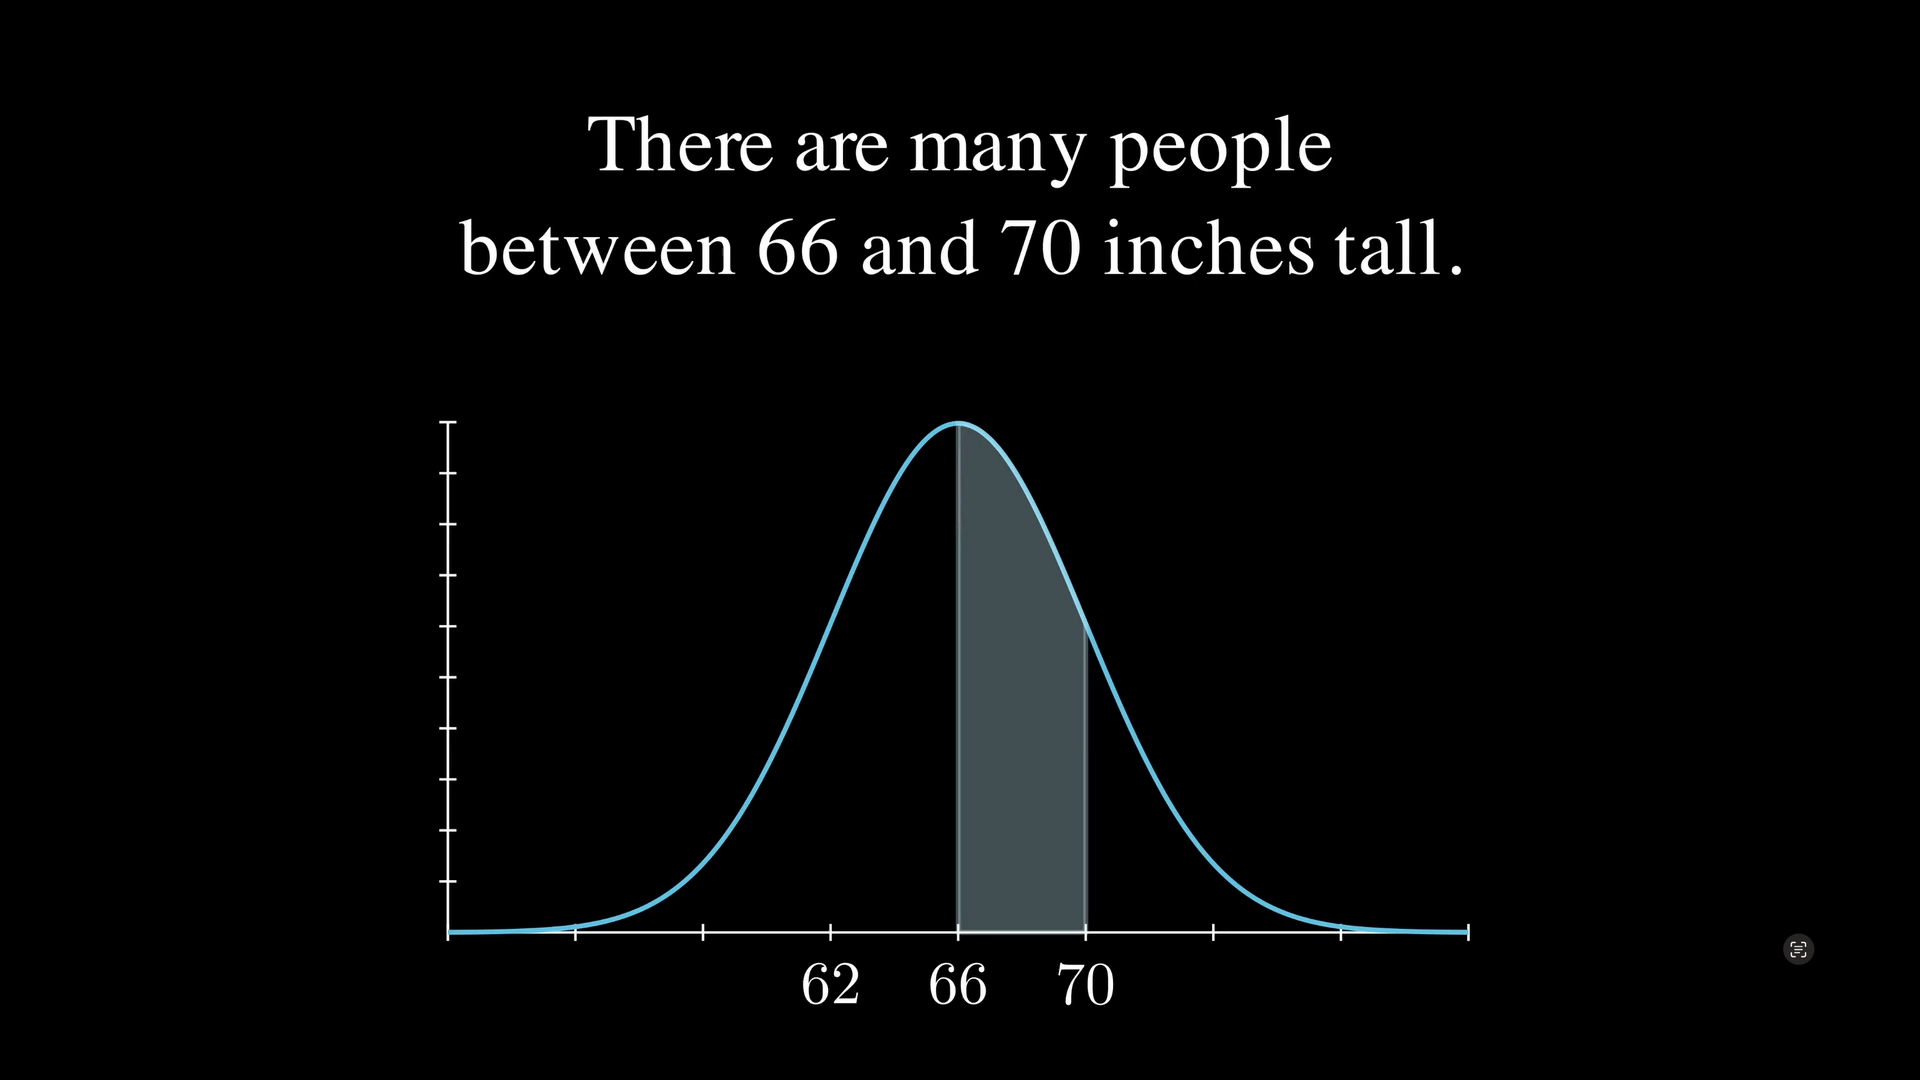 There are many people
between 66 and 70 inches tall.
62 66 70